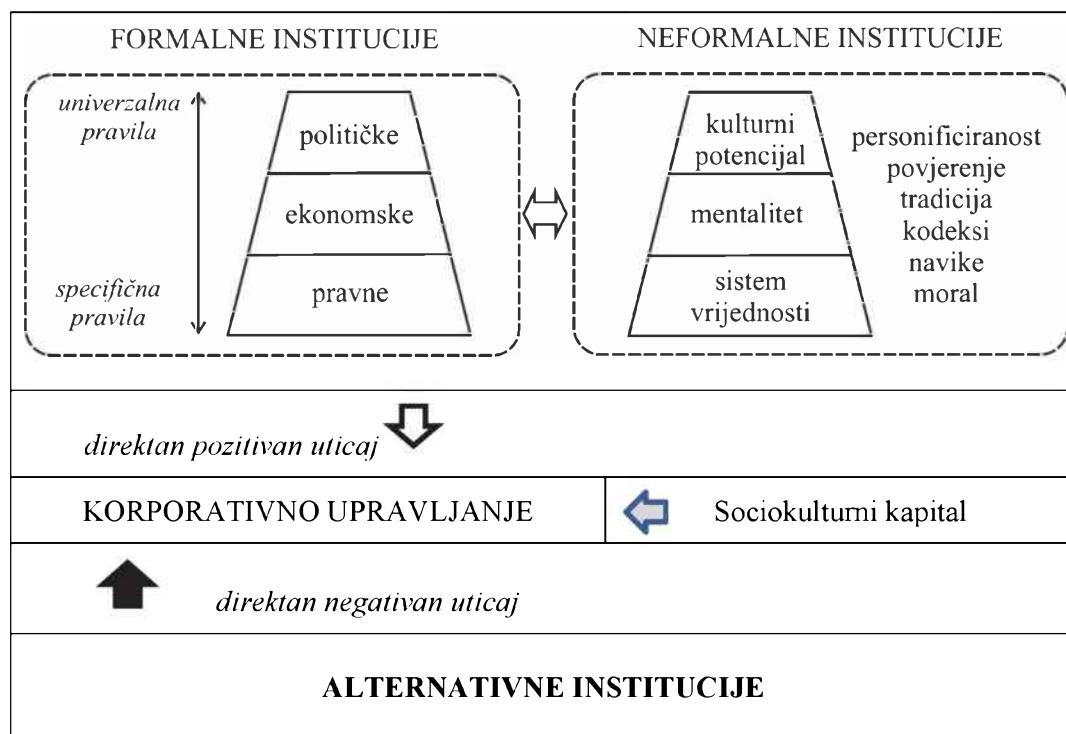 FORMALNE INSTITUCIJE
univerzalna
pravila
specifična
pravila
političke
ekonomske
pravne
NEFORMALNE INSTITUCIJE
kulturni
potencijal
mentalitet
sistem
vrijednosti
personificiranost
povjerenje
tradicija
kodeksi
navike
moral
direktan pozitivan uticaj
KORPORATIVNO UPRAVLJANJE
Sociokulturni kapital
direktan negativan uticaj
ALTERNATIVNE INSTITUCIJE